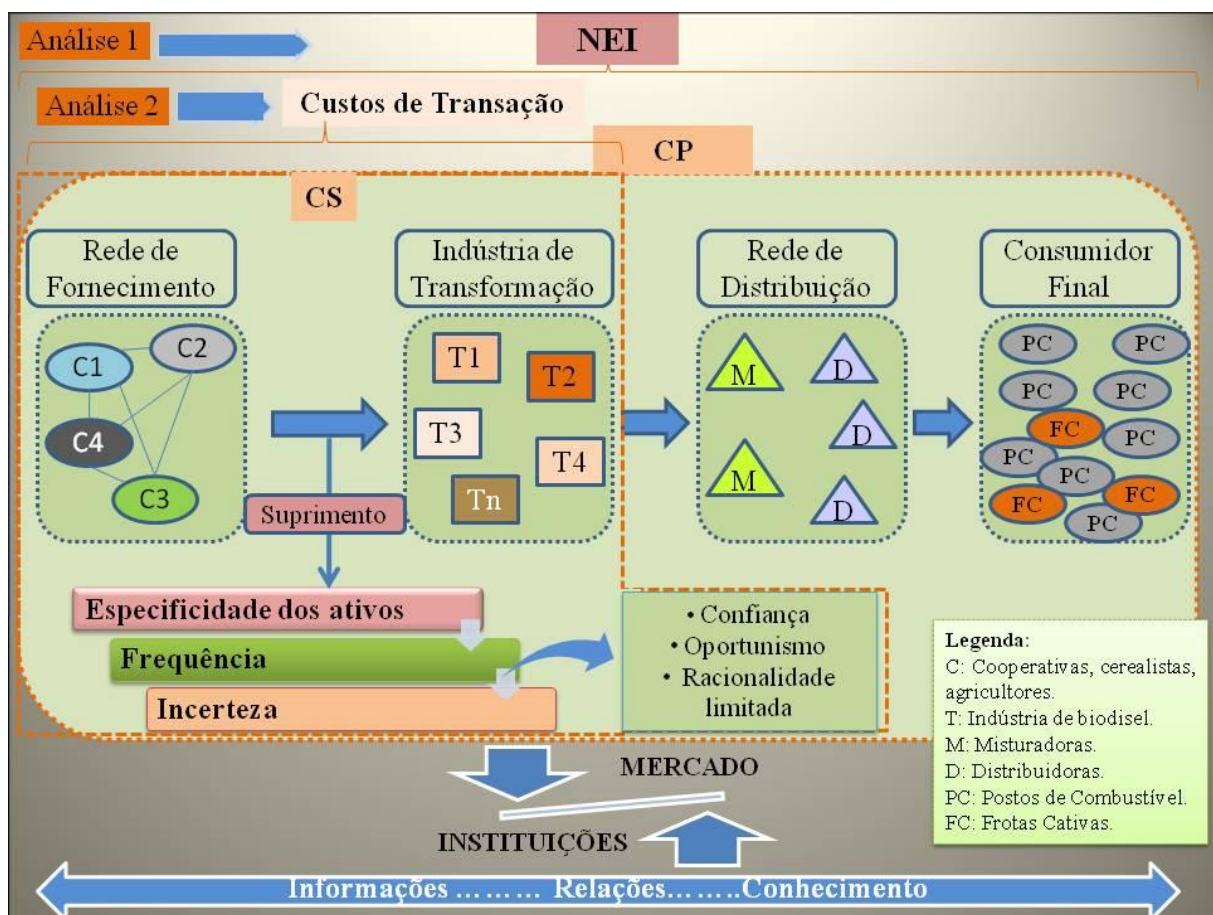 Análise 1
NEI
Análise 2
Custos de Transação
CP
CS
Rede de
Fornecimento
Indústria de
Transformação
Rede de
Distribuição
Consumidor
Final
C1
C2
C4
C3
Suprimento
T1
T2
T3
T4
Tn
M
D
D
M
D
PC
PC
PC
PC
FC
PC
PC
PC
FC
FC
PC
Especificidade dos ativos
Frequência
Incerteza
• Confiança
• Oportunismo
• Racionalidade
limitada
Legenda:
C: Cooperativas, cerealistas,
agricultores.
T: Indústria de biodisel.
M: Misturadoras.
D: Distribuidoras.
PC: Postos de Combustível.
FC: Frotas Cativas.
MERCADO
INSTITUIÇÕES
Informações ……… Relações……..Conhecimento